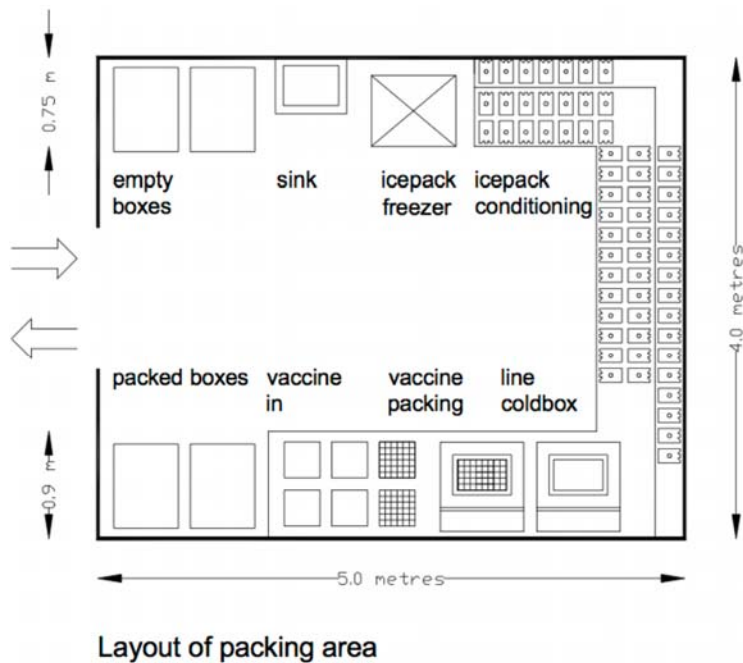 0.75 m
empty
boxes
sink
icepack
freezer
icepack
conditioning
4.0 metres
packed boxes
vaccine
in
vaccine
packing
line
coldbox
0.9 m
5.0 metres
Layout of packing area